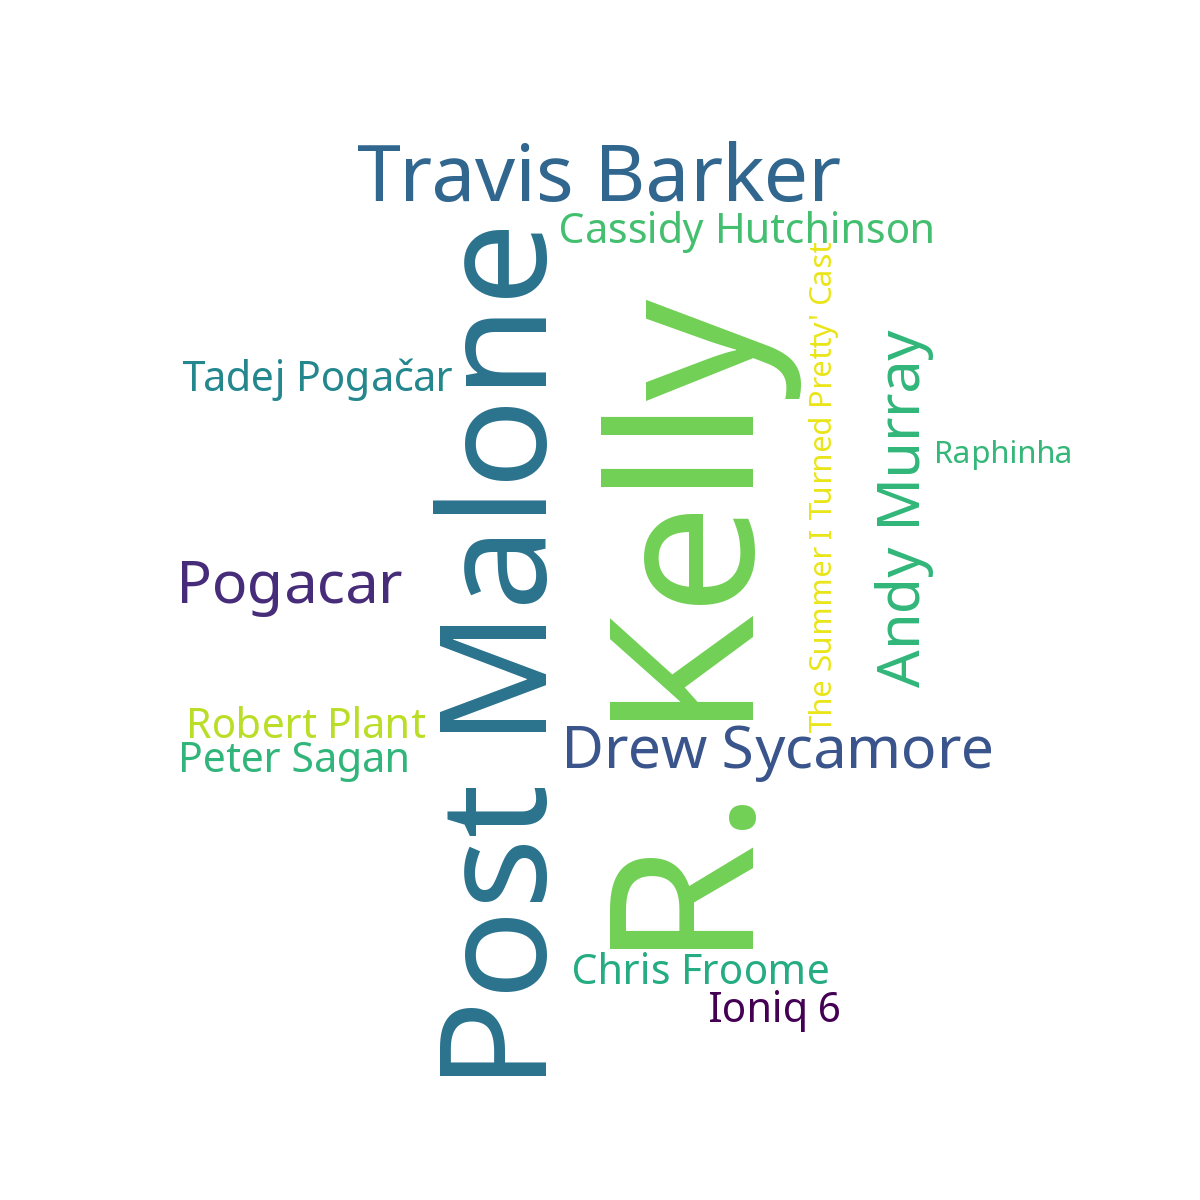 Travis Barker
Cassidy Hutchinson
Post Malone
R. Kelly
The Summer I Turned Pretty' Cast
Andy Murray
Tadej Pogačar
Raphinha
Pogacar
Robert Plant
Peter Sagan
Drew Sycamore
Chris Froome
Ioniq 6